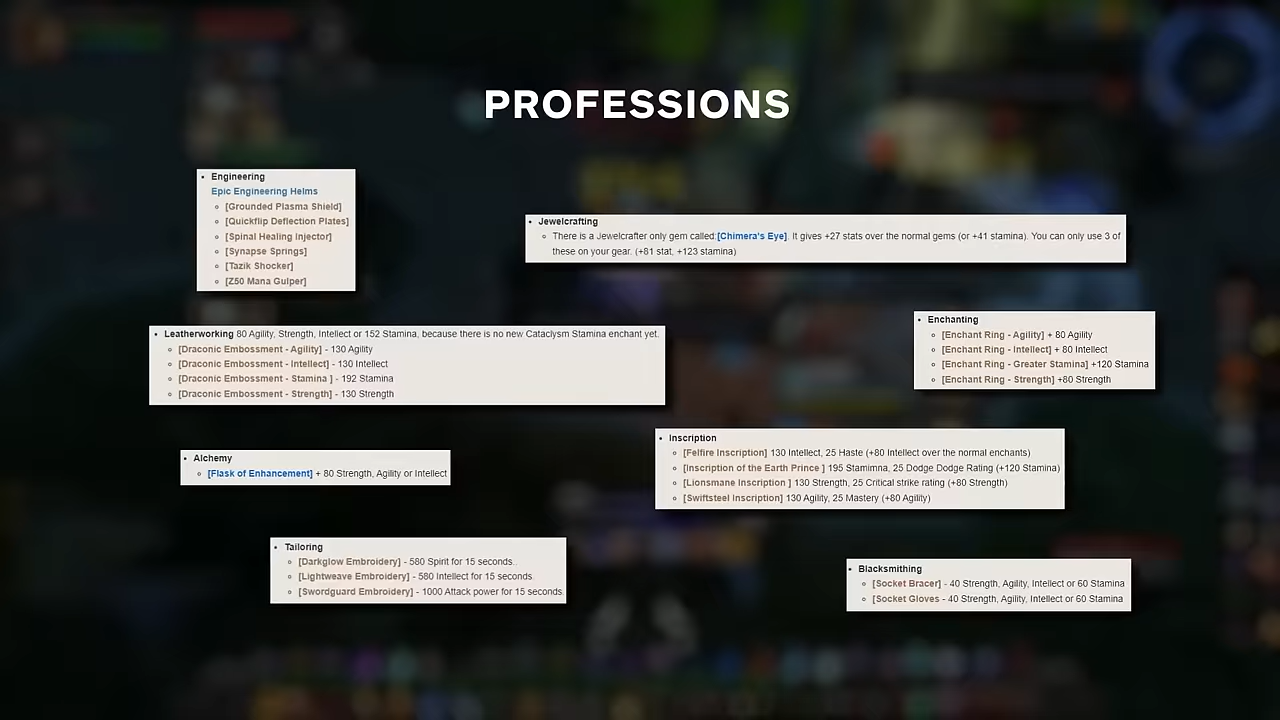 PROFESSIONS
• Engineering
Epic Engineering Helms
◦ [Grounded Plasma Shield]
◦ [Quickflip Deflection Plates]
◦ [Spinal Healing Injector]
◦ [Synapse Springs]
◦ [Tazik Shocker]
◦ [Z50 Mana Gulper]
• Jewelcrafting
◦ There is a Jewelcrafter only gem called:[Chimera's Eye]. It gives +27 stats over the normal gems (or +41 stamina). You can only use 3 of
these on your gear. (+81 stat, +123 stamina)
• Leatherworking 80 Agility, Strength, Intellect or 152 Stamina, because there is no new Cataclysm Stamina enchant yet.
◦ [Draconic Embossment - Agility] - 130 Agility
◦ [Draconic Embossment - Intellect] - 130 Intellect
◦ [Draconic Embossment - Stamina ] - 192 Stamina
◦ [Draconic Embossment - Strength] - 130 Strength
• Enchanting
◦ [Enchant Ring - Agility] + 80 Agility
◦ [Enchant Ring - Intellect] + 80 Intellect
◦ [Enchant Ring - Greater Stamina] +120 Stamina
◦ [Enchant Ring - Strength] +80 Strength
• Alchemy
◦ [Flask of Enhancement] + 80 Strength, Agility or Intellect
• Inscription
◦ [Felfire Inscription] 130 Intellect, 25 Haste (+80 Intellect over the normal enchants)
◦ [Inscription of the Earth Prince ] 195 Stamimna, 25 Dodge Dodge Rating (+120 Stamina)
◦ [Lionsmane Inscription ] 130 Strength, 25 Critical strike rating (+80 Strength)
◦ [Swiftsteel Inscription] 130 Agility, 25 Mastery (+80 Agility)
• Tailoring
◦ [Darkglow Embroidery] - 580 Spirit for 15 seconds..
◦ [Lightweave Embroidery] - 580 Intellect for 15 seconds.
◦ [Swordguard Embroidery] - 1000 Attack power for 15 seconds.
• Blacksmithing
◦ [Socket Bracer] - 40 Strength, Agility, Intellect or 60 Stamina
◦ [Socket Gloves - 40 Strength, Agility, Intellect or 60 Stamina